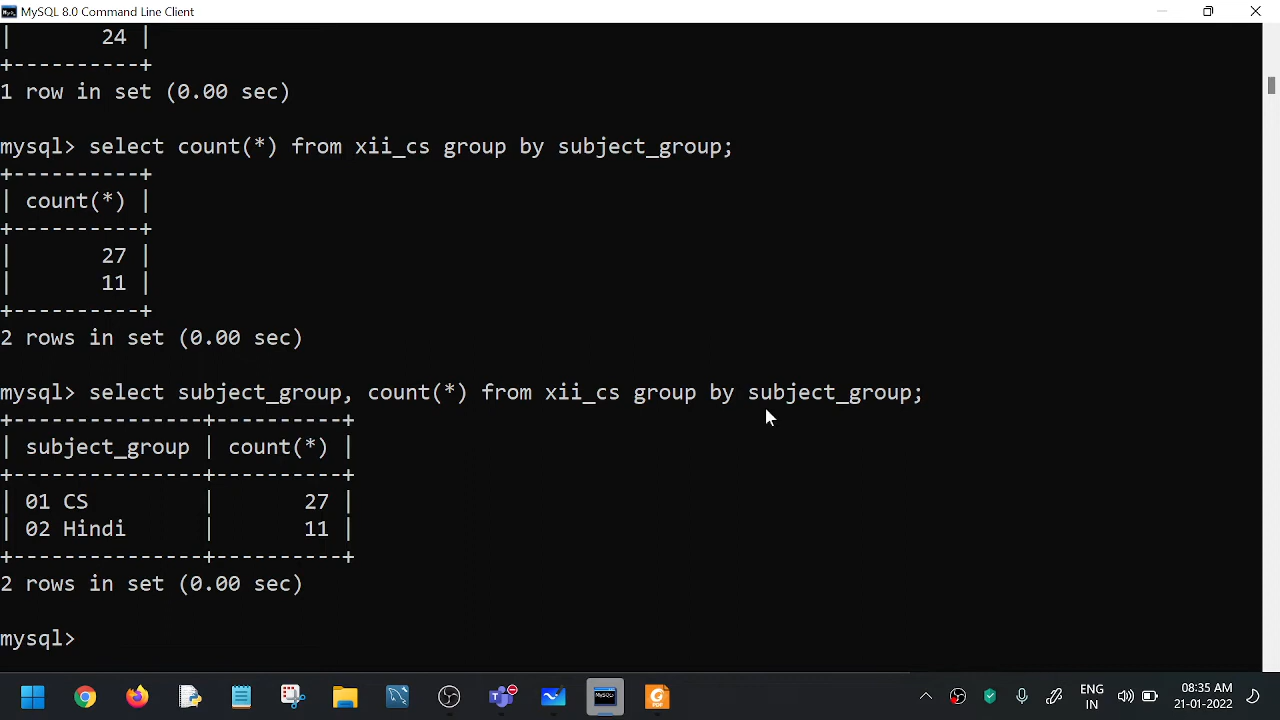 MySQL 8.0 Command Line Client
|       24 |
+----------+
1 row in set (0.00 sec)
mysql> select count(*) from xii_cs group by subject_group;
+----------+
| count(*) |
+----------+
|       27 |
|       11 |
+----------+
2 rows in set (0.00 sec)
mysql> select subject_group, count(*) from xii_cs group by subject_group;
+---------------+----------+
| subject_group | count(*) |
+---------------+----------+
| 01 CS         |       27 |
| 02 Hindi      |       11 |
+---------------+----------+
2 rows in set (0.00 sec)
mysql>
ENG
IN
08:35 AM
21-01-2022